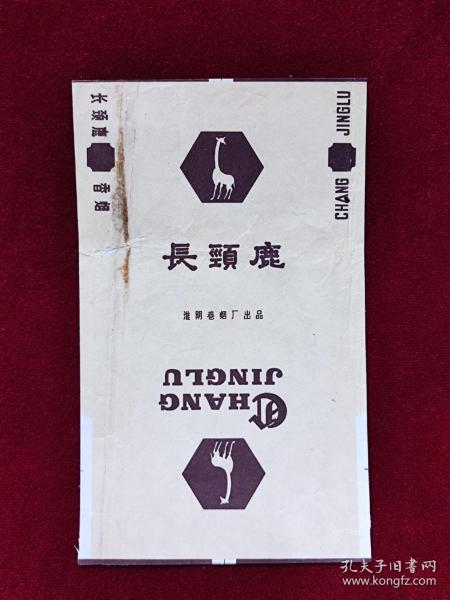 长颈鹿 香烟
CHANG JINGLU
長頸鹿
淮阴卷烟厂出品
CHANG
JINGLU
孔夫子旧书网
www.kongfz.com